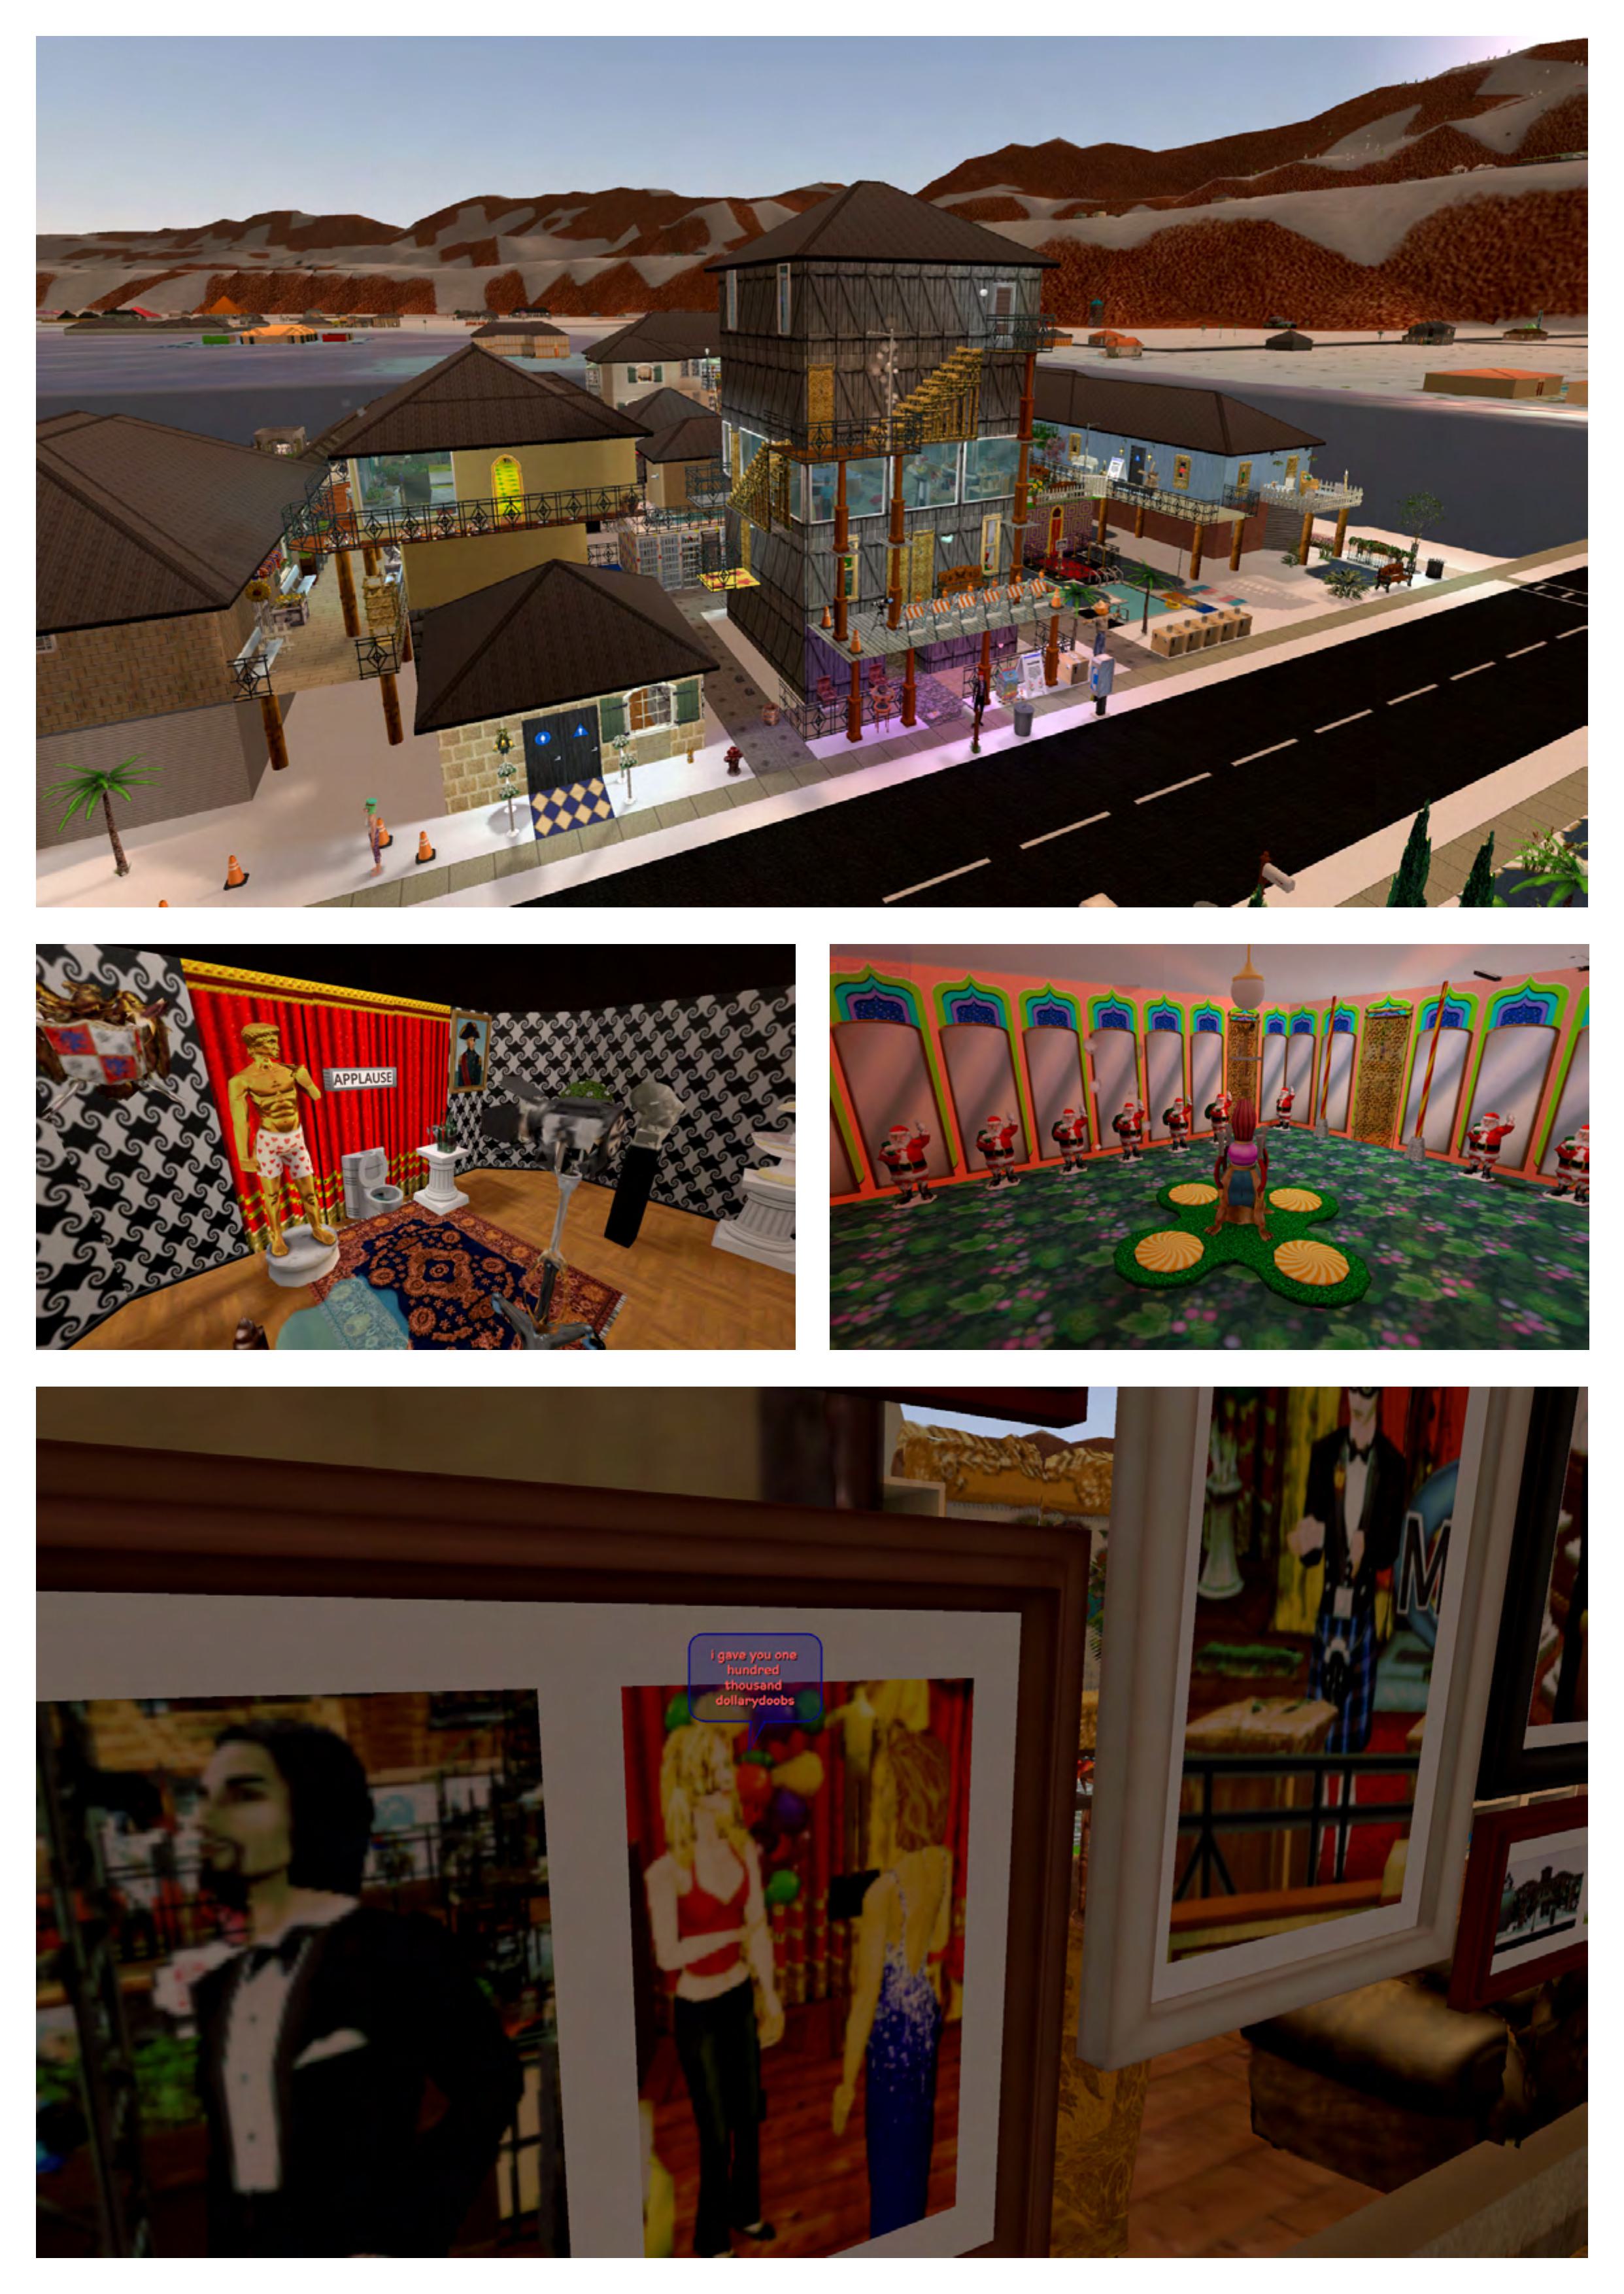 APPLAUSE
i gave you one
hundred
thousand
dollarydoobs
M